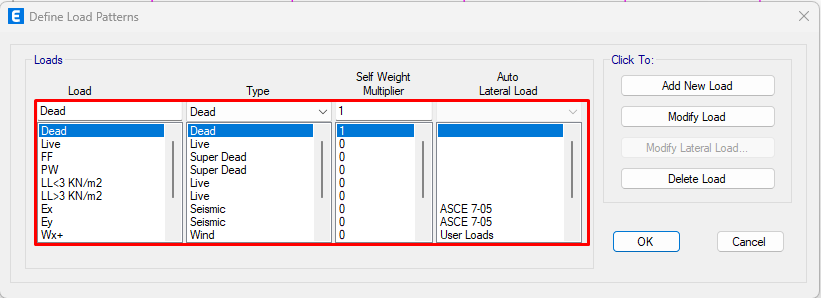 E Define Load Patterns
Loads
Click To:
Load Type Self Weight Multiplier Auto Lateral Load
Dead Dead 1
Dead Dead 1
Live Live 0
FF Super Dead 0
PW Super Dead 0
LL<3 KN/m2 Live 0
LL>3 KN/m2 Live 0
Ex Seismic 0 ASCE 7-05
Ey Seismic 0 ASCE 7-05
Wx+ Wind 0 User Loads
Add New Load
Modify Load
Modify Lateral Load...
Delete Load
OK
Cancel